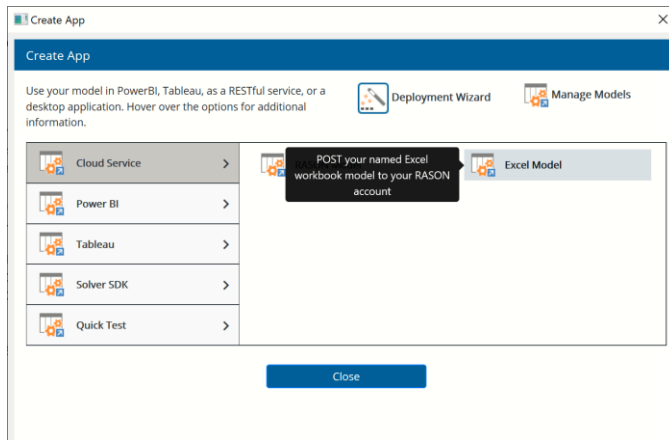 Create App
Create App
Use your model in PowerBI, Tableau, as a RESTful service, or a
desktop application. Hover over the options for additional
information.
Deployment Wizard
Manage Models
Cloud Service
POST your named Excel
workbook model to your RASON
account
Excel Model
Power BI
Tableau
Solver SDK
Quick Test
Close